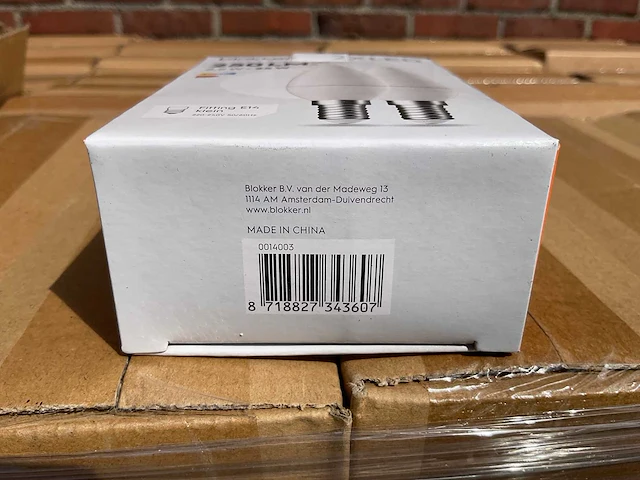 Fitting E14
Klein
Blokker B.V. van der Madeweg 13
1114 AM Amsterdam-Duivendrecht
www.blokker.nl
MADE IN CHINA
0014003
8 718827 343607